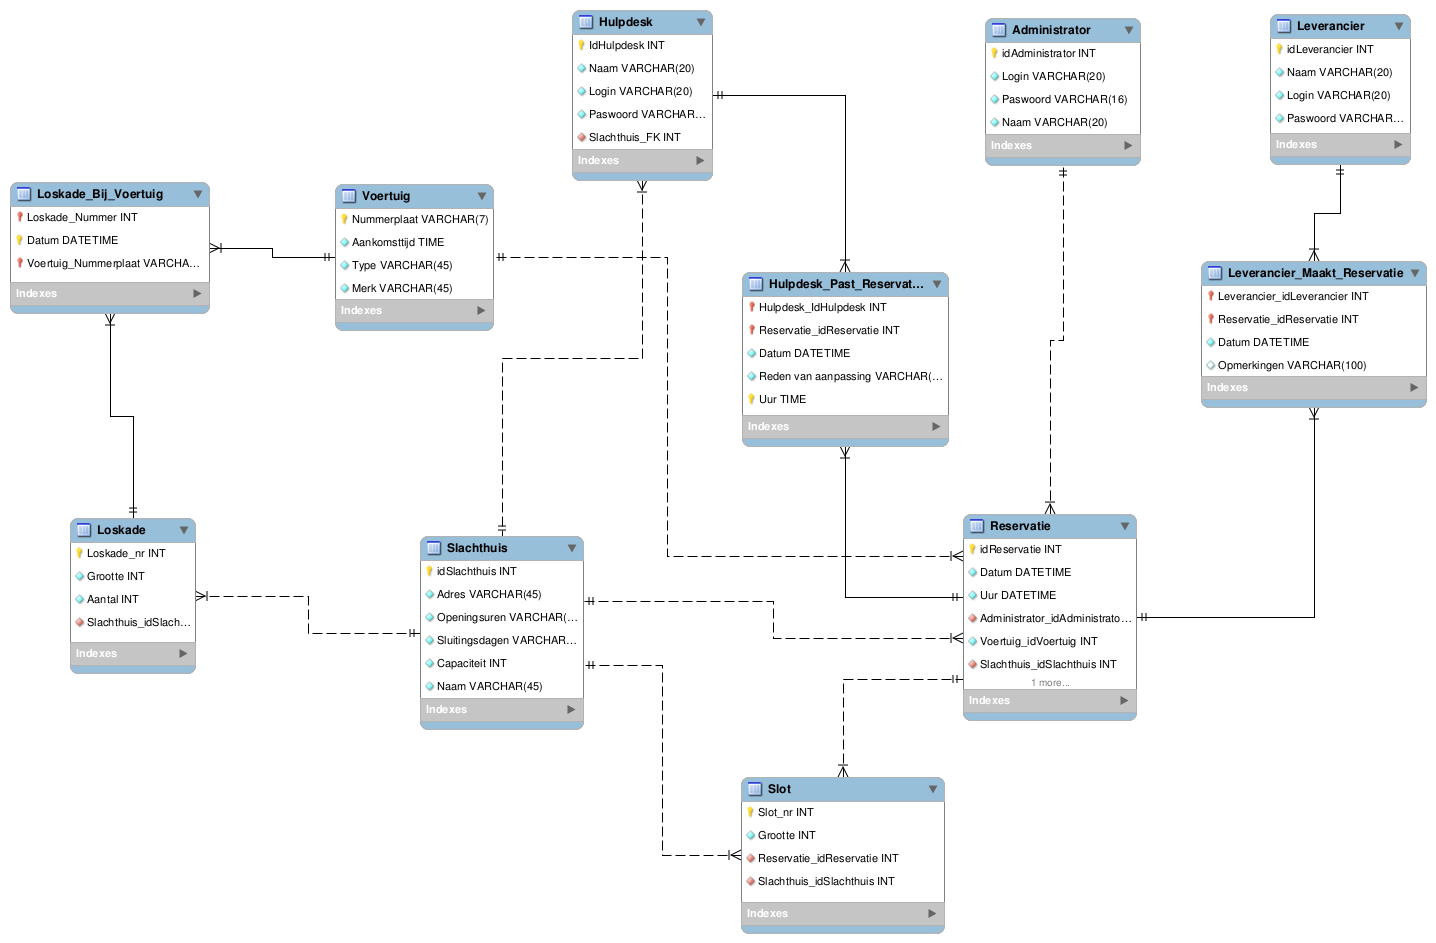 Hulpdesk
IdHulpdesk INT
Naam VARCHAR(20)
Login VARCHAR(20)
Paswoord VARCHAR...
Slachthuis_FK INT
Indexes
Administrator
idAdministrator INT
Login VARCHAR(20)
Paswoord VARCHAR(16)
Naam VARCHAR(20)
Indexes
Leverancier
idLeverancier INT
Naam VARCHAR(20)
Login VARCHAR(20)
Paswoord VARCHAR...
Indexes
Loskade_Bij_Voertuig
Loskade_Nummer INT
Datum DATETIME
Voertuig_Nummerplaat VARCHA...
Indexes
Voertuig
Nummerplaat VARCHAR(7)
Aankomsttijd TIME
Type VARCHAR(45)
Merk VARCHAR(45)
Indexes
Hulpdesk_Past_Reservat...
Hulpdesk_IdHulpdesk INT
Reservatie_idReservatie INT
Datum DATETIME
Reden van aanpassing VARCHAR(...
Uur TIME
Indexes
Leverancier_Maakt_Reservatie
Leverancier_idLeverancier INT
Reservatie_idReservatie INT
Datum DATETIME
Opmerkingen VARCHAR(100)
Indexes
Loskade
Loskade_nr INT
Grootte INT
Aantal INT
Slachthuis_idSlach...
Indexes
Slachthuis
idSlachthuis INT
Adres VARCHAR(45)
Openingsuren VARCHAR(...
Sluitingsdagen VARCHAR...
Capaciteit INT
Naam VARCHAR(45)
Indexes
Reservatie
idReservatie INT
Datum DATETIME
Uur DATETIME
Administrator_idAdministrato...
Voertuig_idVoertuig INT
Slachthuis_idSlachthuis INT
1 more...
Indexes
Slot
Slot_nr INT
Grootte INT
Reservatie_idReservatie INT
Slachthuis_idSlachthuis INT
Indexes